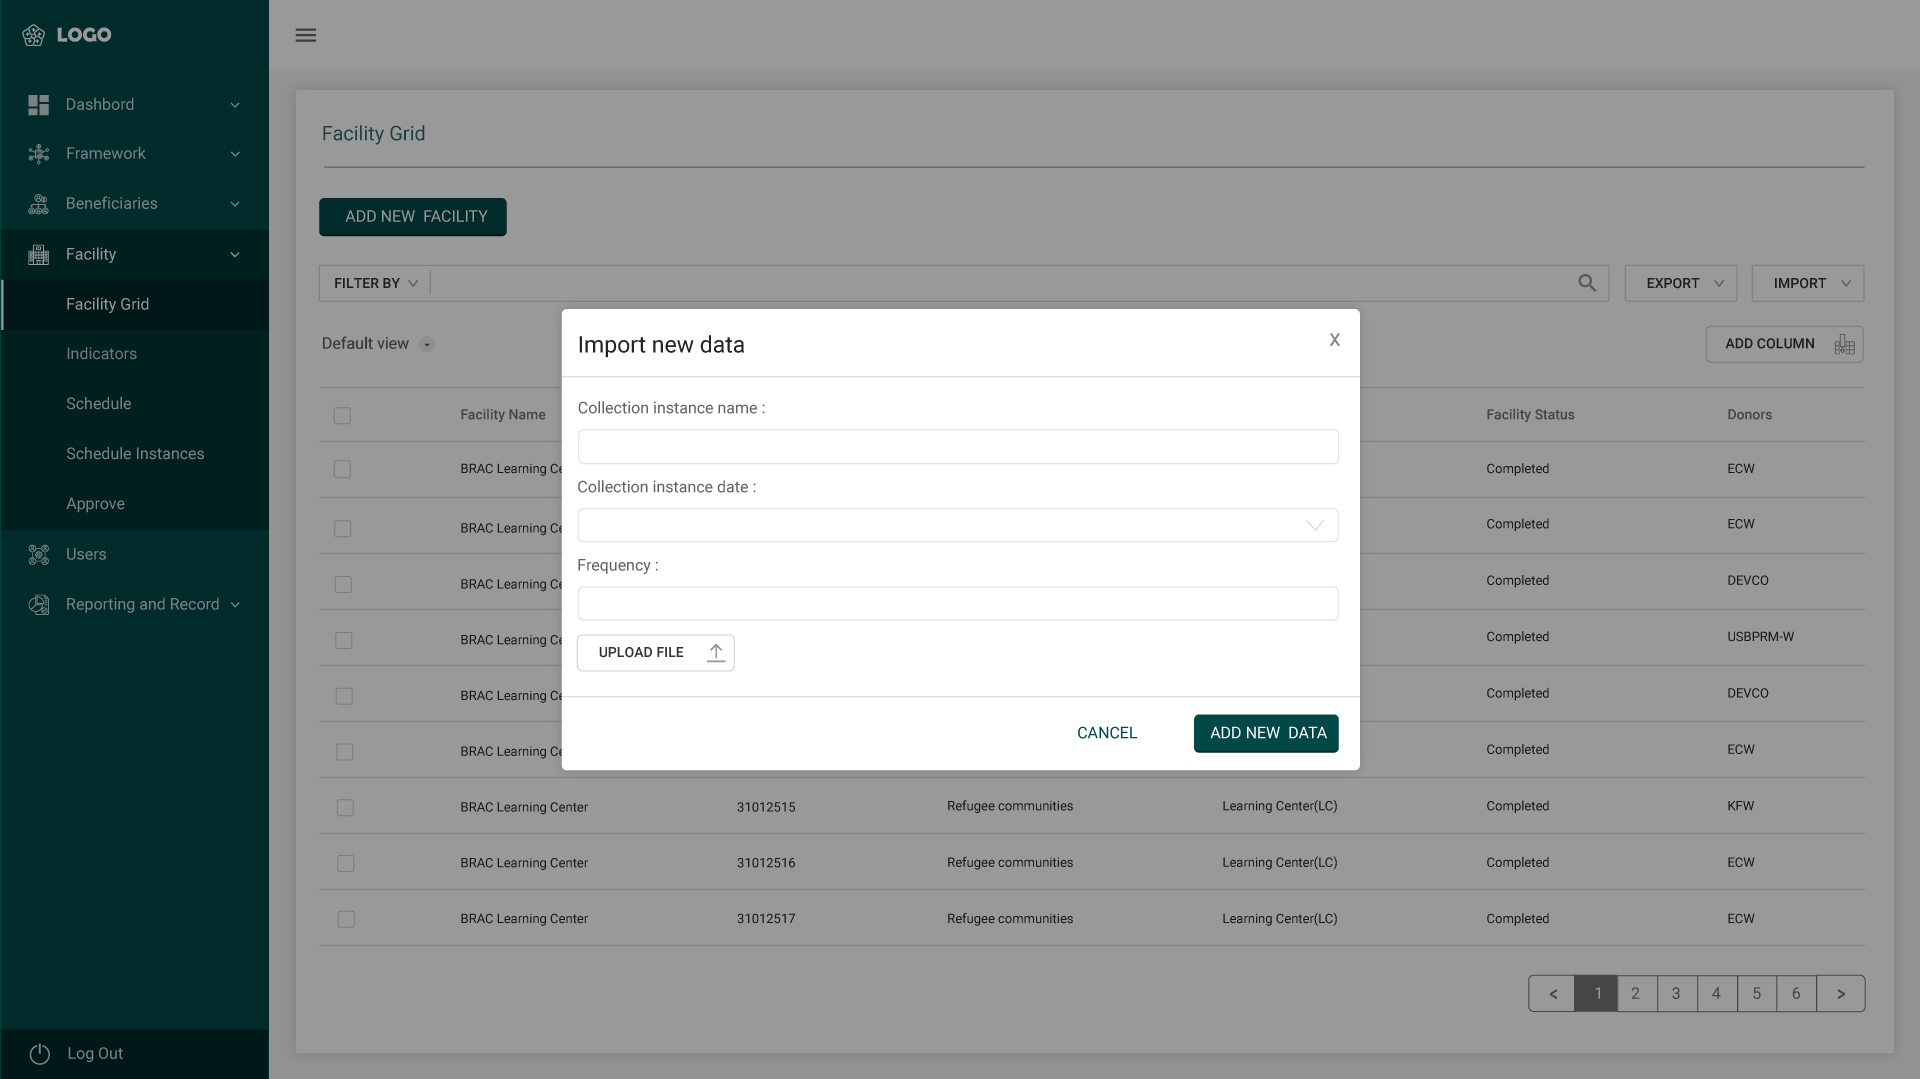 LOGO
Dashbord
Framework
Beneficiaries
Facility
Facility Grid
Indicators
Schedule
Schedule Instances
Approve
Users
Reporting and Record
Log Out
Facility Grid
ADD NEW FACILITY
FILTER BY
EXPORT
IMPORT
Default view
ADD COLUMN
Facility Name Facility Status Donors
BRAC Learning Ce Completed ECW
BRAC Learning Ce Completed ECW
BRAC Learning Ce Completed DEVCO
BRAC Learning Ce Completed USBPRM-W
BRAC Learning Ce Completed DEVCO
BRAC Learning Ce Completed ECW
BRAC Learning Center 31012515 Refugee communities Learning Center(LC) Completed KFW
BRAC Learning Center 31012516 Refugee communities Learning Center(LC) Completed ECW
BRAC Learning Center 31012517 Refugee communities Learning Center(LC) Completed ECW
< 1 2 3 4 5 6 >
Import new data
X
Collection instance name :
Collection instance date :
Frequency :
UPLOAD FILE
CANCEL
ADD NEW DATA